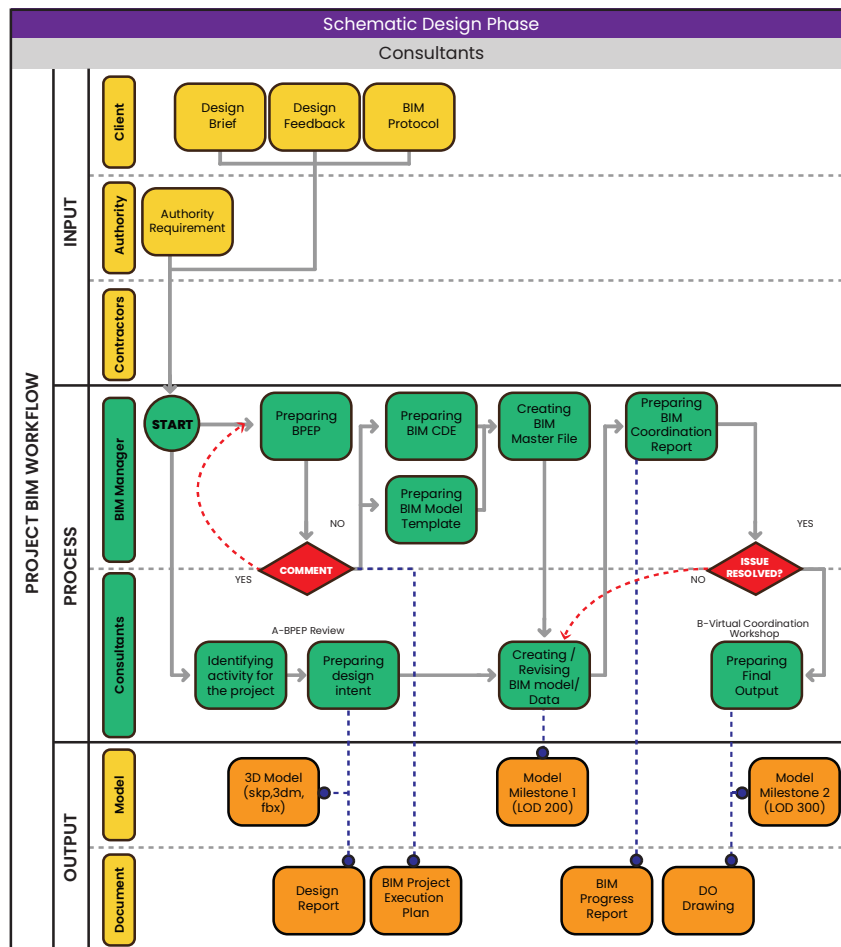 Schematic Design Phase
Consultants
PROJECT BIM WORKFLOW
INPUT
Client
Design
Brief
Design
Feedback
BIM
Protocol
Authority
Authority
Requirement
Contractors
PROCESS
BIM Manager
START
Preparing
BPEP
Preparing
BIM CDE
Creating
BIM
Master File
Preparing
BIM
Coordination
Report
Preparing
BIM Model
Template
NO
YES
COMMENT
YES
ISSUE
RESOLVED?
NO
Consultants
A-BPEP Review
B-Virtual Coordination
Workshop
Identifying
activity for
the project
Preparing
design
intent
Creating /
Revising
BIM model/
Data
Preparing
Final
Output
OUTPUT
Model
3D Model
(skp,3dm,
fbx)
Model
Milestone 1
(LOD 200)
Model
Milestone 2
(LOD 300)
Document
Design
Report
BIM Project
Execution
Plan
BIM
Progress
Report
DO
Drawing